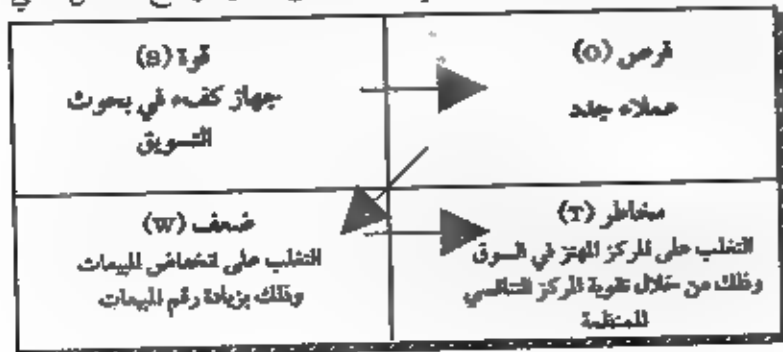 قوة (S)
جهاز كفء في بحوث
التسويق
فرص (O)
عملاء جدد
ضعف (W)
التغلب على انخفاض المبيعات
وذلك بزيادة رقم المبيعات
مخاطر (T)
التغلب على المركز المهتز في السوق
وذلك من خلال تقوية المركز التنافسي
للمنظمة